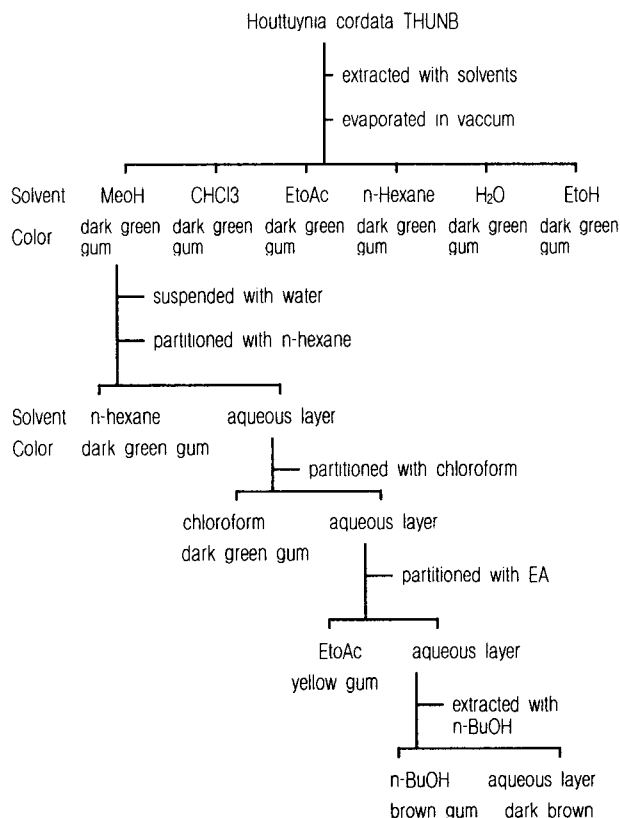 Houttuynia cordata THUNB
extracted with solvents
evaporated in vaccum
Solvent MeoH CHCl3 EtoAc n-Hexane H₂O EtoH
Color dark green gum dark green gum dark green gum dark green gum dark green gum dark green gum
suspended with water
partitioned with n-hexane
Solvent n-hexane aqueous layer
Color dark green gum
partitioned with chloroform
chloroform aqueous layer
dark green gum
partitioned with EA
EtoAc aqueous layer
yellow gum
extracted with
n-BuOH
n-BuOH aqueous layer
brown gum dark brown